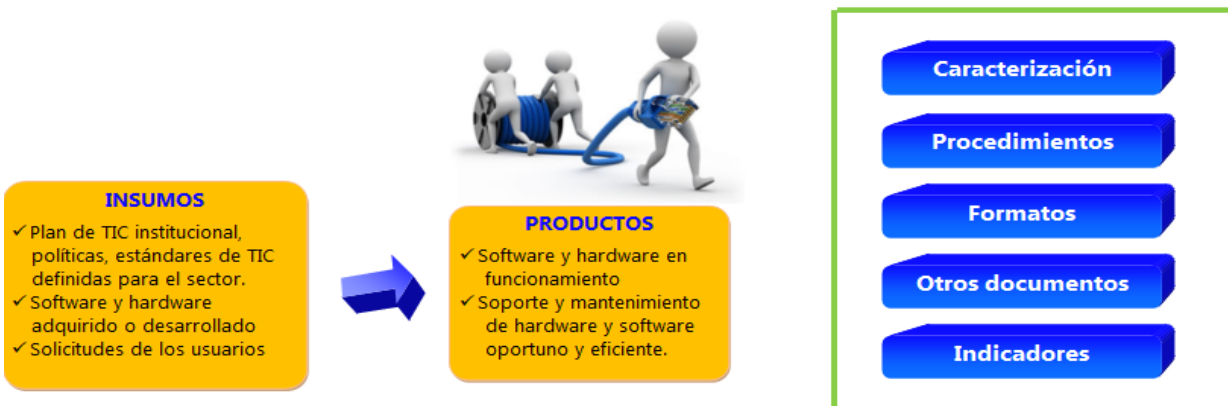 INSUMOS
✓Plan de TIC institucional,
políticas, estándares de TIC
definidas para el sector.
✓Software y hardware
adquirido o desarrollado
✓Solicitudes de los usuarios
PRODUCTOS
✓Software y hardware en
funcionamiento
✓Soporte y mantenimiento
de hardware y software
oportuno y eficiente.
Caracterización
Procedimientos
Formatos
Otros documentos
Indicadores